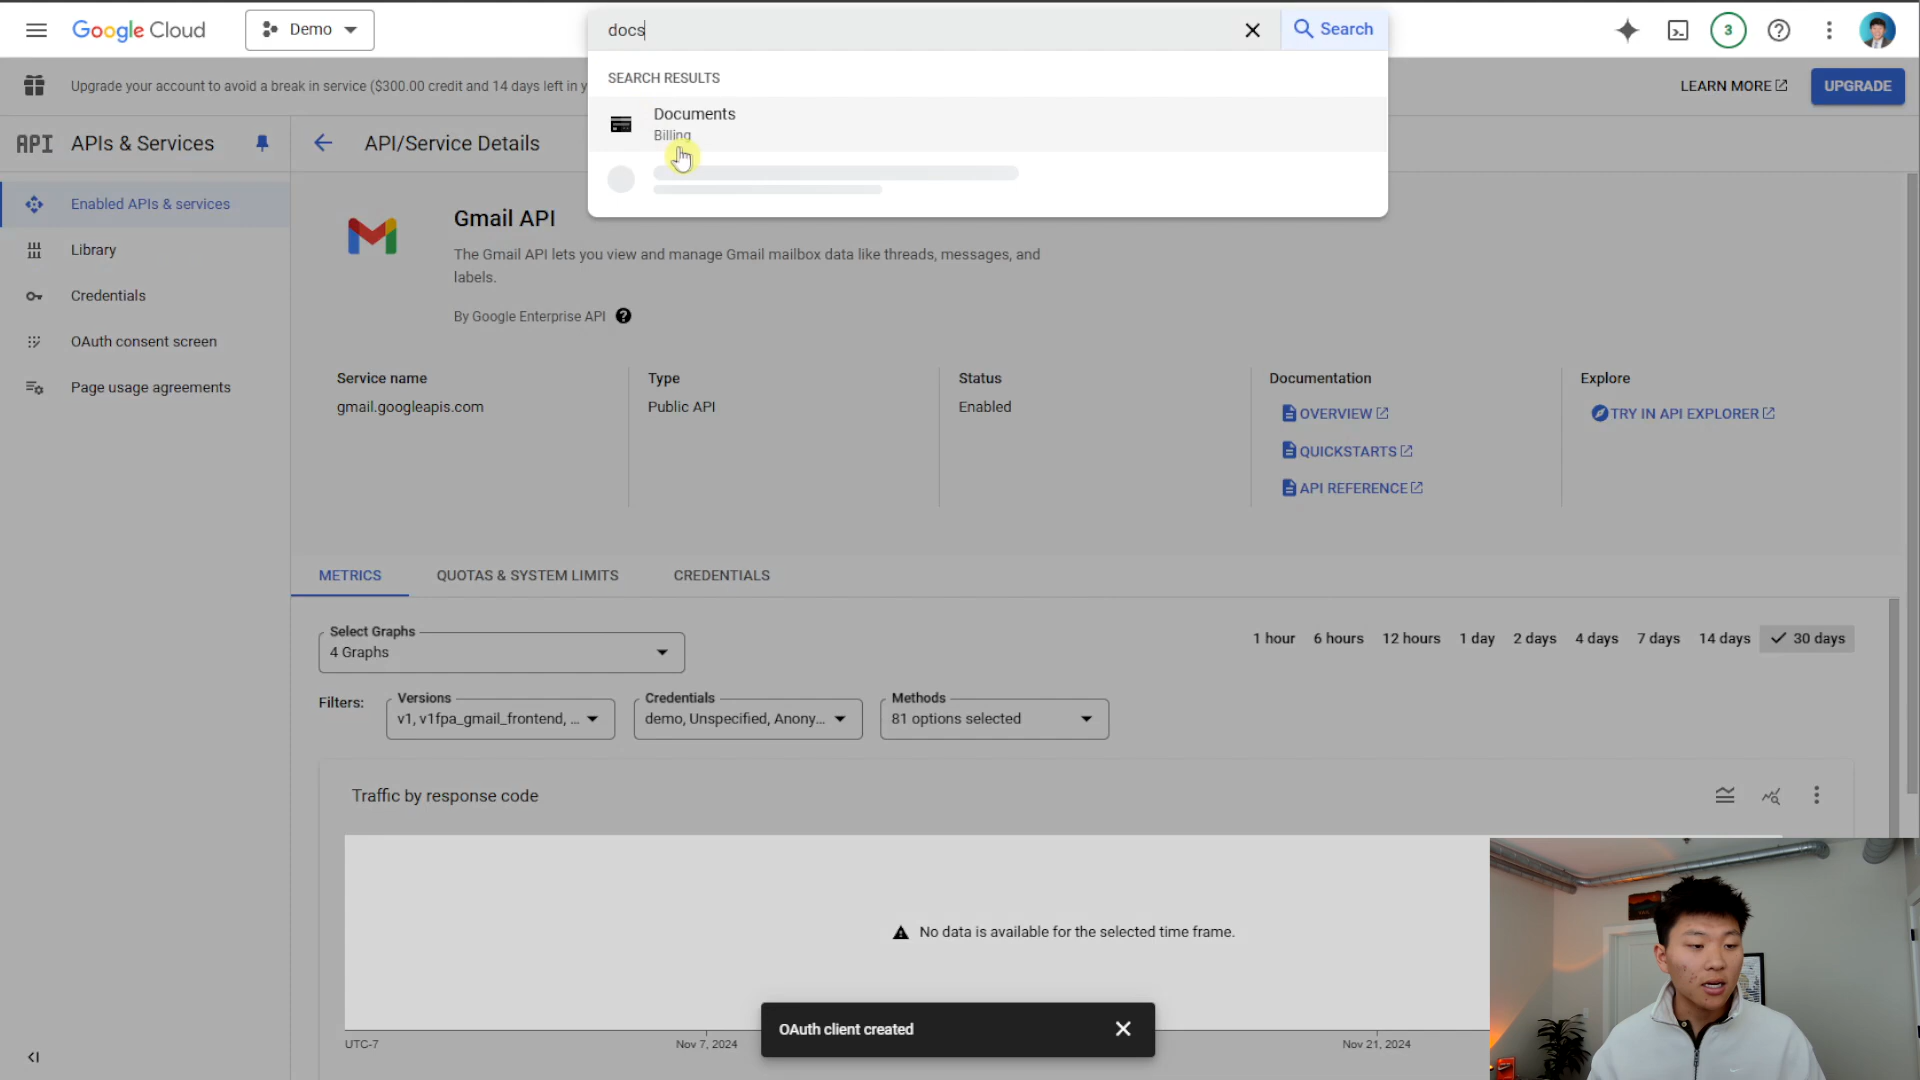 Google Cloud
Demo
docs
Search
3
SEARCH RESULTS
Documents
Billing
Upgrade your account to avoid a break in service ($300.00 credit and 14 days left in y
LEARN MORE
UPGRADE
API
APIs & Services
API/Service Details
Enabled APIs & services
Library
Credentials
OAuth consent screen
Page usage agreements
Gmail API
The Gmail API lets you view and manage Gmail mailbox data like threads, messages, and
labels.
By Google Enterprise API
Service name
gmail.googleapis.com
Type
Public API
Status
Enabled
Documentation
OVERVIEW
QUICKSTARTS
API REFERENCE
Explore
TRY IN API EXPLORER
METRICS
QUOTAS & SYSTEM LIMITS
CREDENTIALS
Select Graphs
4 Graphs
1 hour
6 hours
12 hours
1 day
2 days
4 days
7 days
14 days
30 days
Filters:
Versions
v1, v1fpa_gmail_frontend, ...
Credentials
demo, Unspecified, Anony...
Methods
81 options selected
Traffic by response code
No data is available for the selected time frame.
OAuth client created
UTC-7
Nov 7, 2024
Nov 21, 2024